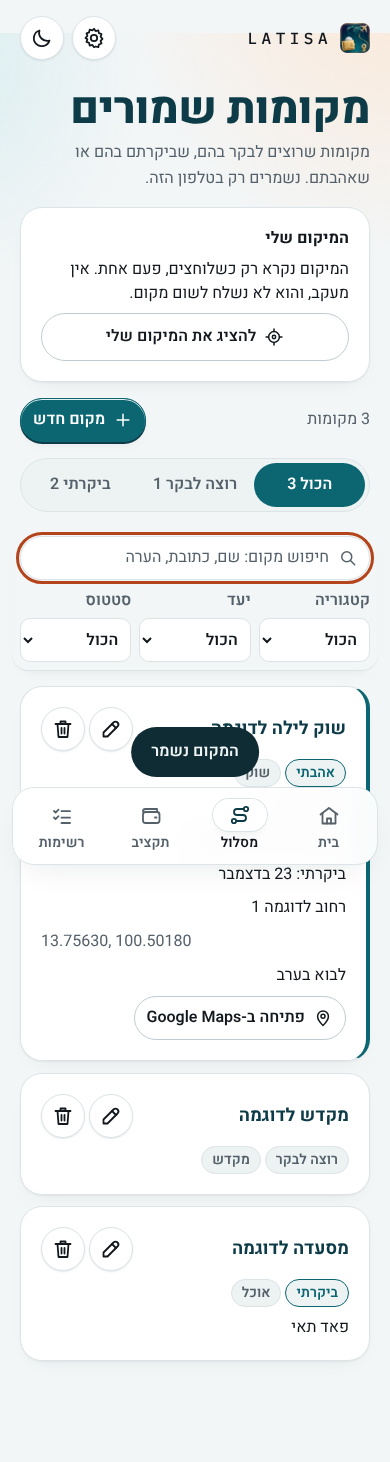 LATISA
מקומות שמורים
מקומות שרוצים לבקר בהם, שביקרתם בהם או
שאהבתם. נשמרים רק בטלפון הזה.
המיקום שלי
המיקום נקרא רק כשלוחצים, פעם אחת. אין
מעקב, והוא לא נשלח לשום מקום.
להציג את המיקום שלי
3 מקומות
מקום חדש
הכול 3
רוצה לבקר 1
ביקרתי 2
חיפוש מקום: שם, כתובת, הערה
קטגוריה
יעד
סטטוס
הכול
הכול
הכול
שוק לילה לדוגמה
המקום נשמר
אהבתי
שוק
בית
מסלול
תקציב
רשימות
ביקרתי: 23 בדצמבר
רחוב לדוגמה 1
13.75630, 100.50180
לבוא בערב
פתיחה ב-Google Maps
מקדש לדוגמה
רוצה לבקר
מקדש
מסעדה לדוגמה
ביקרתי
אוכל
פאד תאי